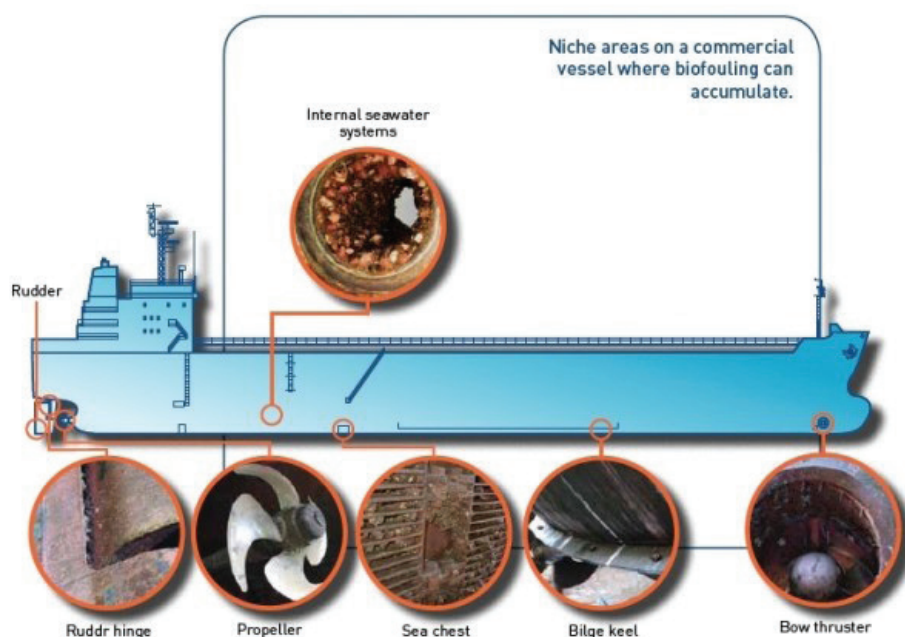 Niche areas on a commercial
vessel where biofouling can
accumulate.
Internal seawater
systems
Rudder
Ruddr hinge
Propeller
Sea chest
Bilge keel
Bow thruster